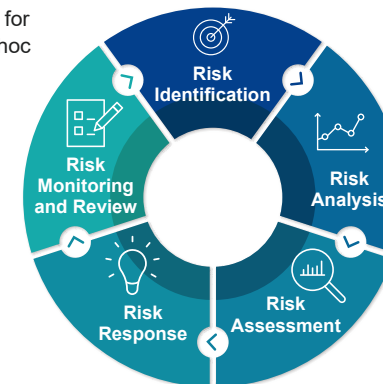 for
hoc
Risk
Identification
Risk
Analysis
Risk
Assessment
Risk
Response
Risk
Monitoring
and Review